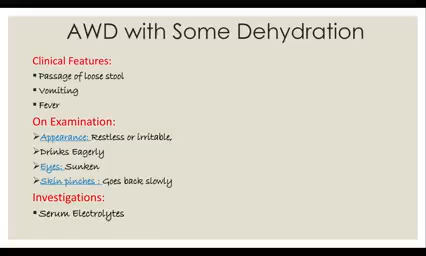 AWD with Some Dehydration
Clinical Features:
▪ Passage of loose stool
▪ Vomiting
▪ Fever
On Examination:
➢Appearance: Restless or irritable,
➢Drinks Eagerly
➢Eyes: Sunken
➢Skin pinches : Goes back slowly
Investigations:
▪ Serum Electrolytes